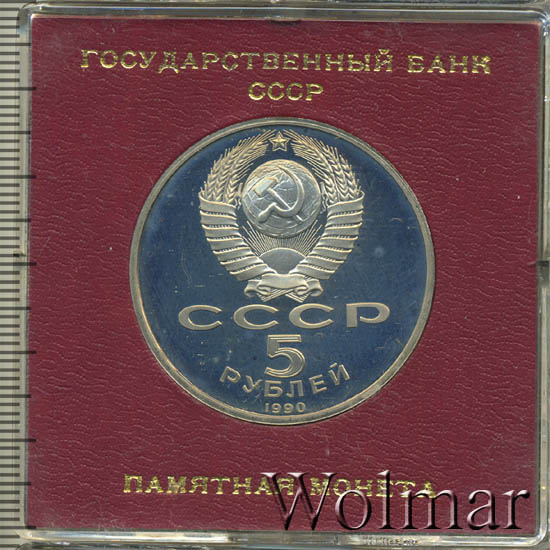 ГОСУДАРСТВЕННЫЙ БАНК
СССР
СССР
5
РУБЛЕЙ
1990
ПАМЯТНАЯ МОНЕТА
Wolmar